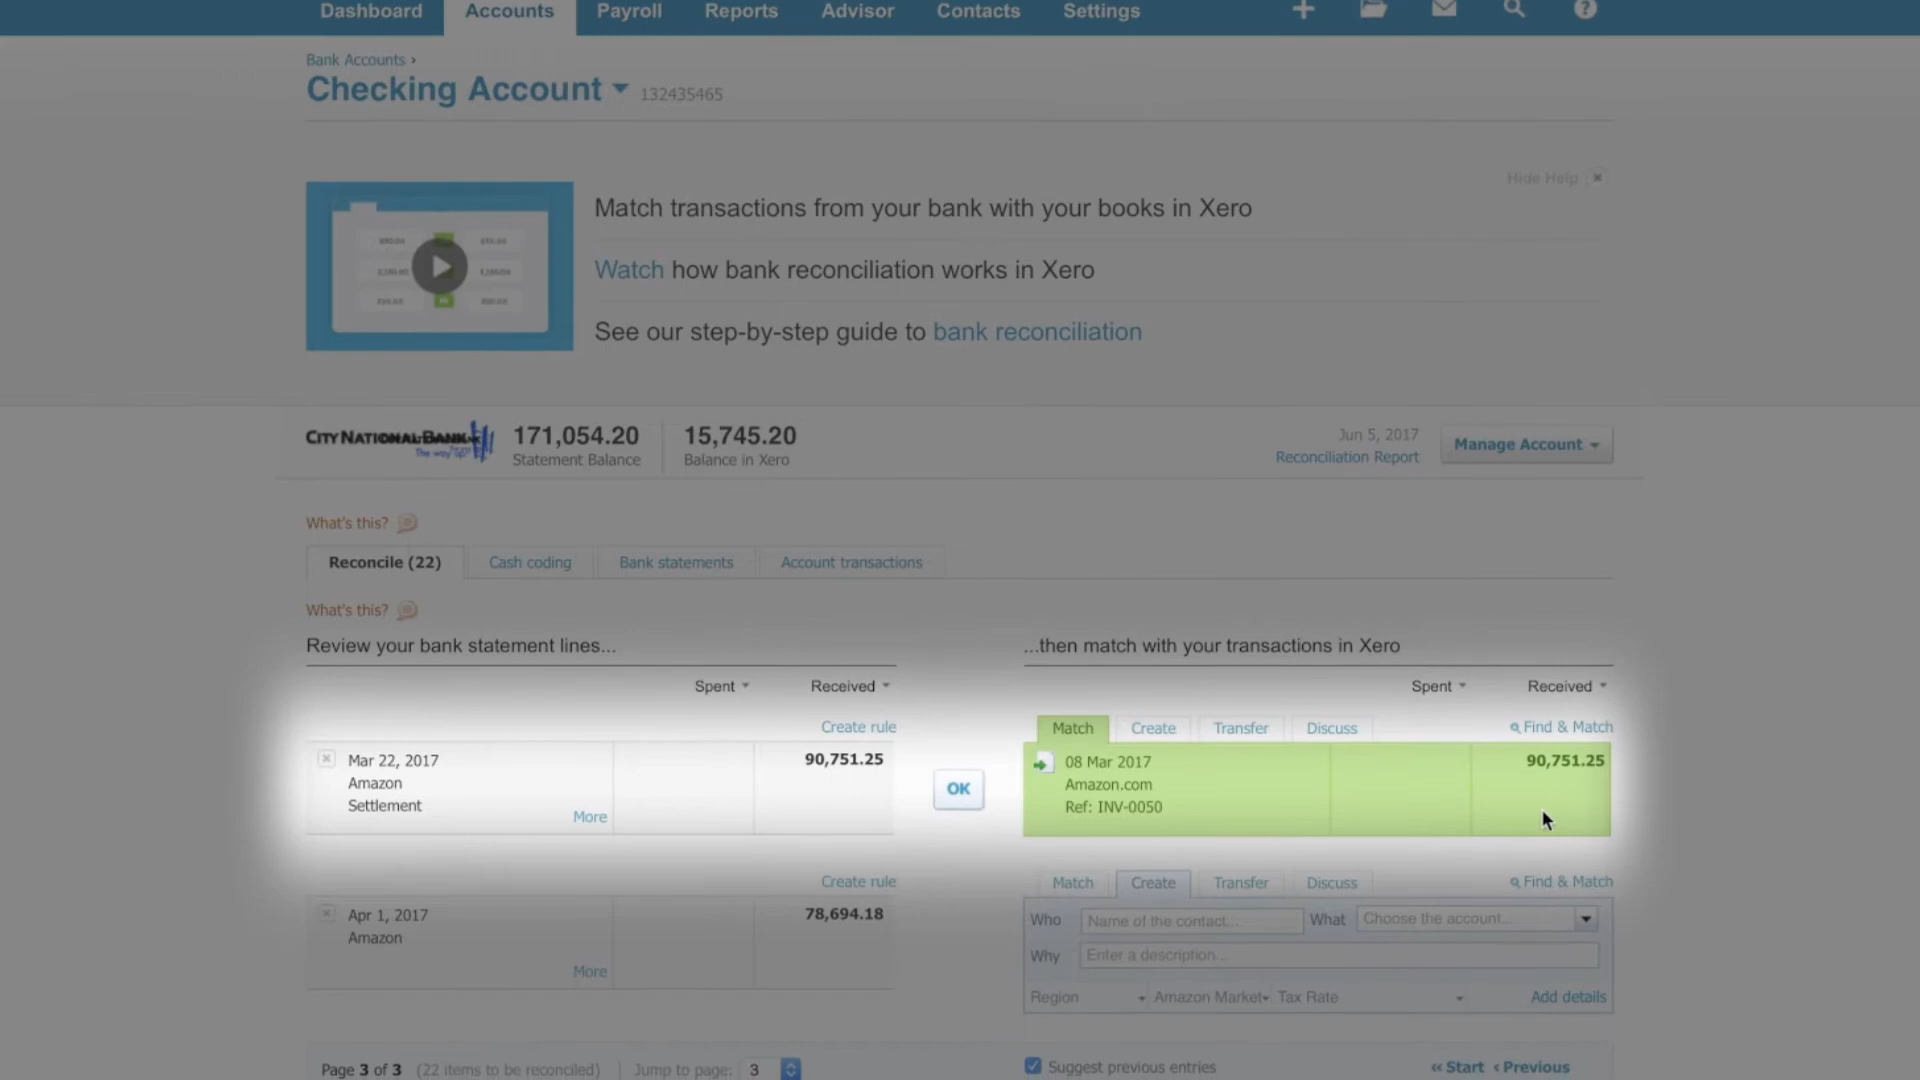 Dashboard Accounts Payroll Reports Advisor Contacts Settings
Bank Accounts ›
Checking Account 132435465
Hide Help
Match transactions from your bank with your books in Xero
Watch how bank reconciliation works in Xero
See our step-by-step guide to bank reconciliation
CITY NATIONAL BANK
The way up.
171,054.20
Statement Balance
15,745.20
Balance in Xero
Jun 5, 2017
Reconciliation Report
Manage Account
What's this?
Reconcile (22) Cash coding Bank statements Account transactions
What's this?
Review your bank statement lines...
...then match with your transactions in Xero
Spent Received
Spent Received
Create rule
Mar 22, 2017 90,751.25
Amazon
Settlement
More
OK
Match Create Transfer Discuss Find & Match
08 Mar 2017 90,751.25
Amazon.com
Ref: INV-0050
Create rule
Apr 1, 2017 78,694.18
Amazon
More
Match Create Transfer Discuss Find & Match
Who Name of the contact... What Choose the account...
Why Enter a description...
Region Amazon Market Tax Rate Add details
Page 3 of 3 (22 items to be reconciled) | Jump to page: 3
Suggest previous entries
« Start ‹ Previous